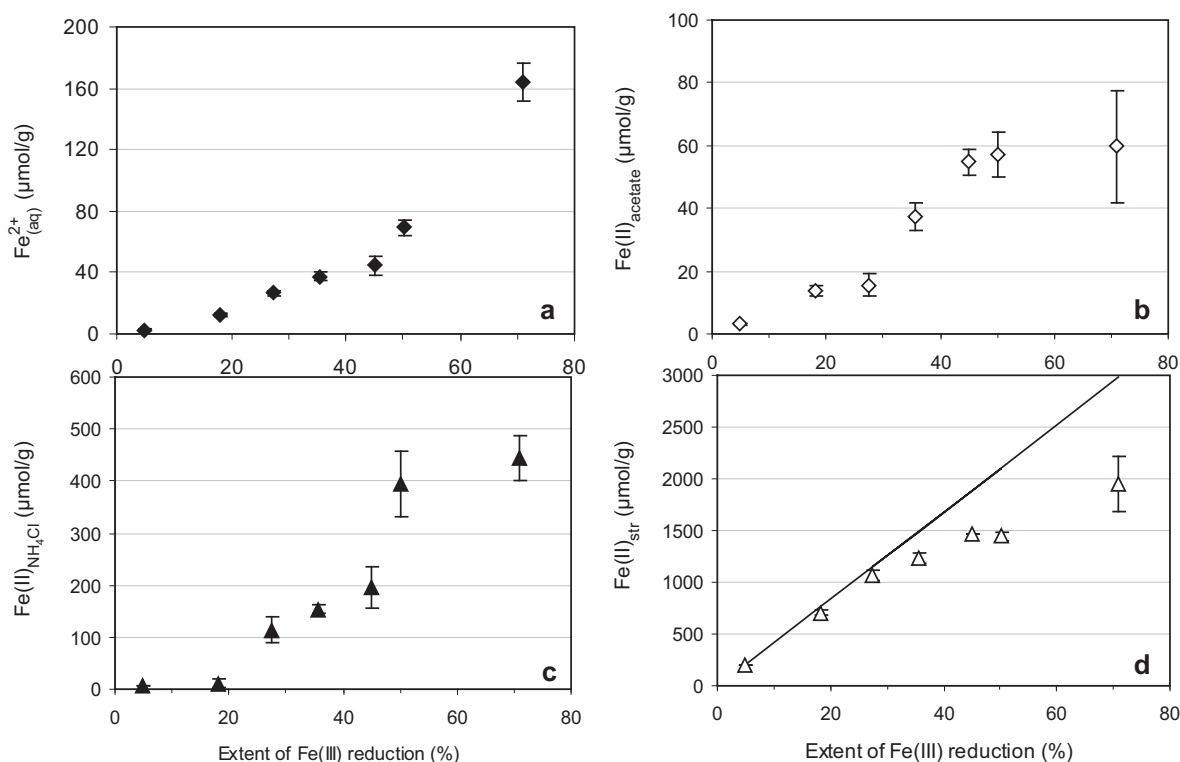 200
160
120
80
40
0
Fe2+(aq) (µmol/g)
a
0 20 40 60 80
100
80
60
40
20
0
Fe(II)acetate (µmol/g)
b
0 20 40 60 80
600
500
400
300
200
100
0
Fe(II)NH4Cl (µmol/g)
c
0 20 40 60 80
Extent of Fe(III) reduction (%)
3000
2500
2000
1500
1000
500
0
Fe(II)str (µmol/g)
d
0 20 40 60 80
Extent of Fe(III) reduction (%)